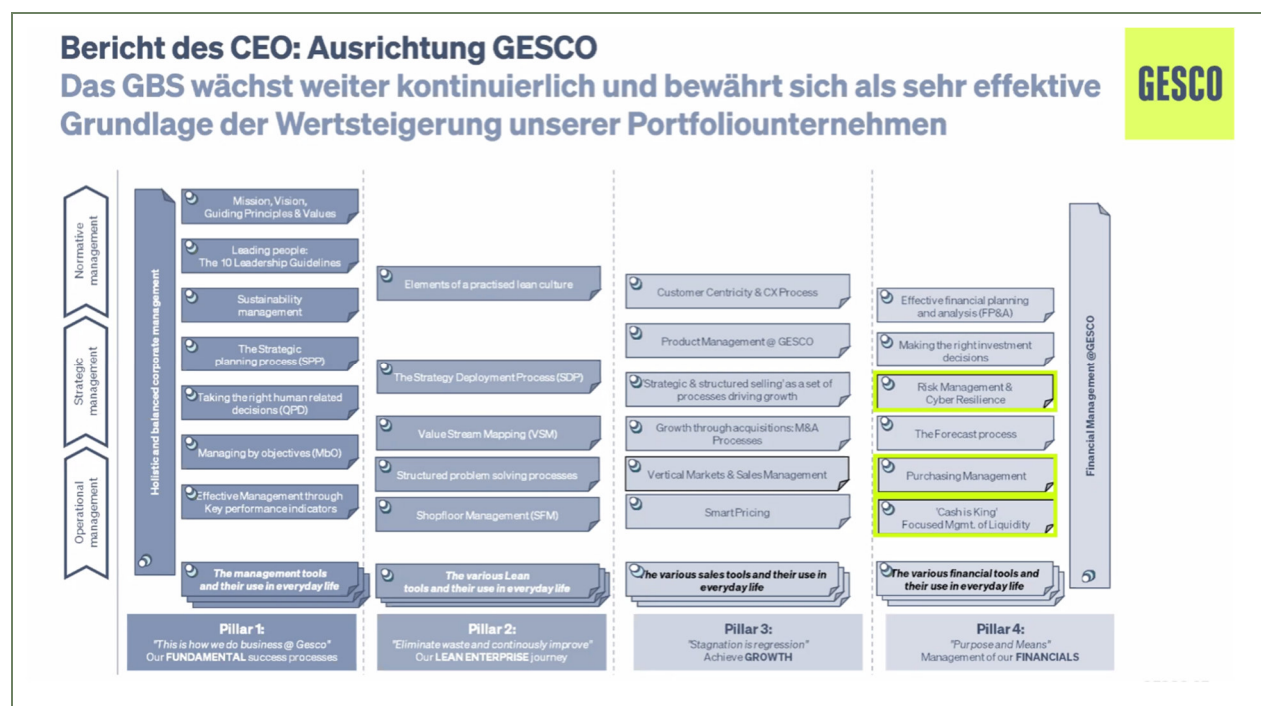 Bericht des CEO: Ausrichtung GESCO
Das GBS wächst weiter kontinuierlich und bewährt sich als sehr effektive
Grundlage der Wertsteigerung unserer Portfoliounternehmen
GESCO
Normative
management
Strategic
management
Operational
management
Holistic and balanced corporate management
Mission, Vision,
Guiding Principles & Values
Leading people:
The 10 Leadership Guidelines
Sustainability
management
The Strategic
planning process (SPP)
Taking the right human related
decisions (QPD)
Managing by objectives (MbO)
Effective Management through
Key performance indicators
The management tools
and their use in everyday life
Pillar 1:
"This is how we do business @ Gesco"
Our FUNDAMENTAL success processes
Elements of a practised lean culture
The Strategy Deployment Process (SDP)
Value Stream Mapping (VSM)
Structured problem solving processes
Shopfloor Management (SFM)
The various Lean
tools and their use in everyday life
Pillar 2:
"Eliminate waste and continously improve"
Our LEAN ENTERPRISE journey
Customer Centricity & CX Process
Product Management @ GESCO
'Strategic & structured selling' as a set of
processes driving growth
Growth through acquisitions: M&A
Processes
Vertical Markets & Sales Management
Smart Pricing
The various sales tools and their use in
everyday life
Pillar 3:
"Stagnation is regression"
Achieve GROWTH
Effective financial planning
and analysis (FP&A)
Making the right investment
decisions
Risk Management &
Cyber Resilience
The Forecast process
Purchasing Management
'Cash is King'
Focused Mgmt. of Liquidity
The various financial tools and
their use in everyday life
Pillar 4:
"Purpose and Means"
Management of our FINANCIALS
Financial Management @GESCO